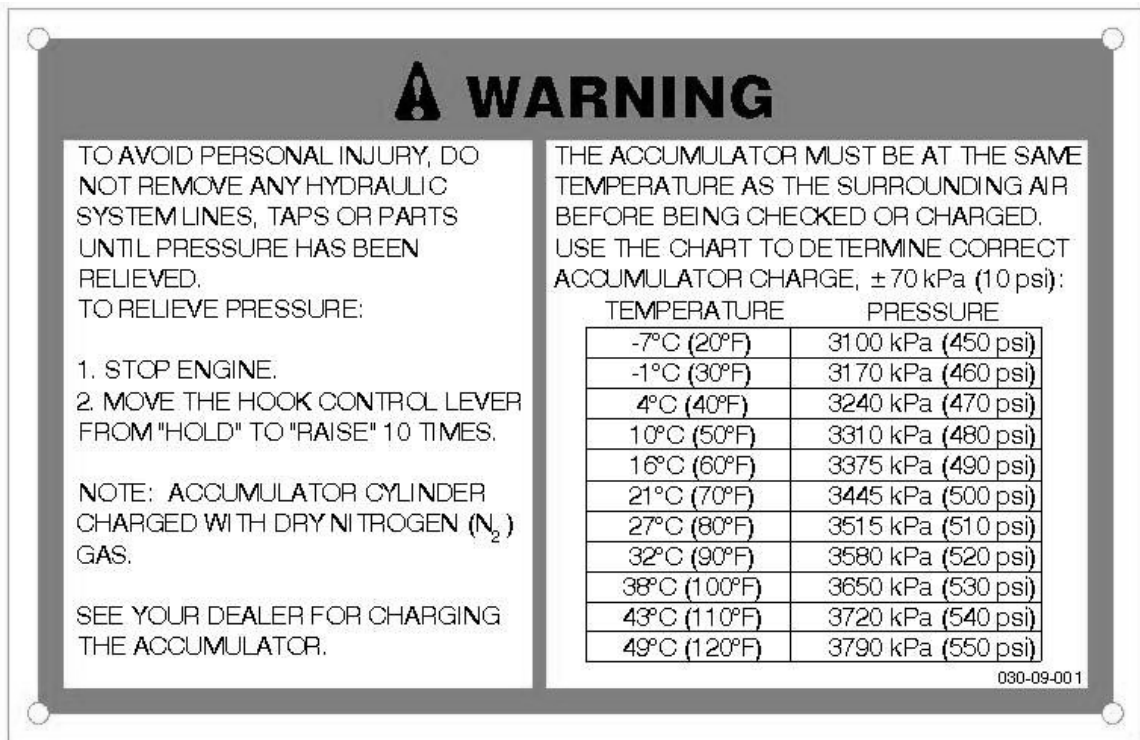 WARNING
TO AVOID PERSONAL INJURY, DO
NOT REMOVE ANY HYDRAULIC
SYSTEM LINES, TAPS OR PARTS
UNTIL PRESSURE HAS BEEN
RELIEVED.
TO RELIEVE PRESSURE:
1. STOP ENGINE.
2. MOVE THE HOOK CONTROL LEVER
FROM "HOLD" TO "RAISE" 10 TIMES.
NOTE: ACCUMULATOR CYLINDER
CHARGED WITH DRY NITROGEN (N₂)
GAS.
SEE YOUR DEALER FOR CHARGING
THE ACCUMULATOR.
THE ACCUMULATOR MUST BE AT THE SAME
TEMPERATURE AS THE SURROUNDING AIR
BEFORE BEING CHECKED OR CHARGED.
USE THE CHART TO DETERMINE CORRECT
ACCUMULATOR CHARGE, ±70 kPa (10 psi):
TEMPERATURE PRESSURE
-7°C (20°F) 3100 kPa (450 psi)
-1°C (30°F) 3170 kPa (460 psi)
4°C (40°F) 3240 kPa (470 psi)
10°C (50°F) 3310 kPa (480 psi)
16°C (60°F) 3375 kPa (490 psi)
21°C (70°F) 3445 kPa (500 psi)
27°C (80°F) 3515 kPa (510 psi)
32°C (90°F) 3580 kPa (520 psi)
38°C (100°F) 3650 kPa (530 psi)
43°C (110°F) 3720 kPa (540 psi)
49°C (120°F) 3790 kPa (550 psi)
030-09-001